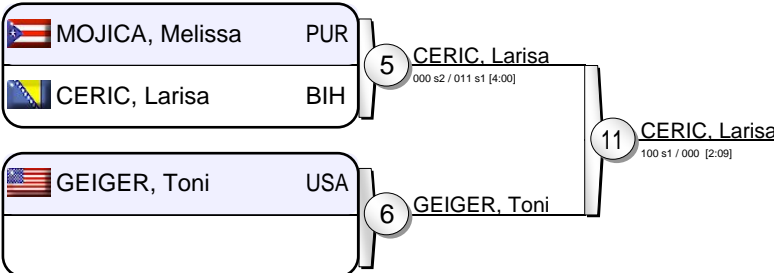 MOJICA, Melissa PUR
CERIC, Larisa BIH
5
CERIC, Larisa
000 s2 / 011 s1 [4:00]
11
CERIC, Larisa
100 s1 / 000 [2:09]
GEIGER, Toni USA
6
GEIGER, Toni